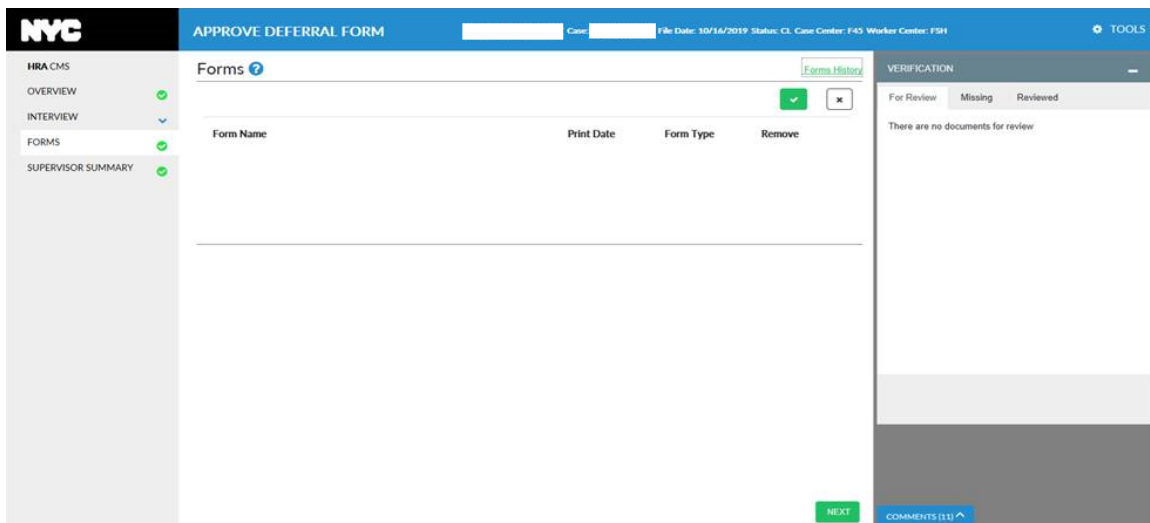 NYC
APPROVE DEFERRAL FORM
Case:
File Date: 10/16/2019 Status: CL Case Center: F45 Worker Center: FSH
TOOLS
HRA CMS
OVERVIEW
INTERVIEW
FORMS
SUPERVISOR SUMMARY
Forms ?
Forms History
Form Name Print Date Form Type Remove
NEXT
VERIFICATION
For Review Missing Reviewed
There are no documents for review
COMMENTS (11)